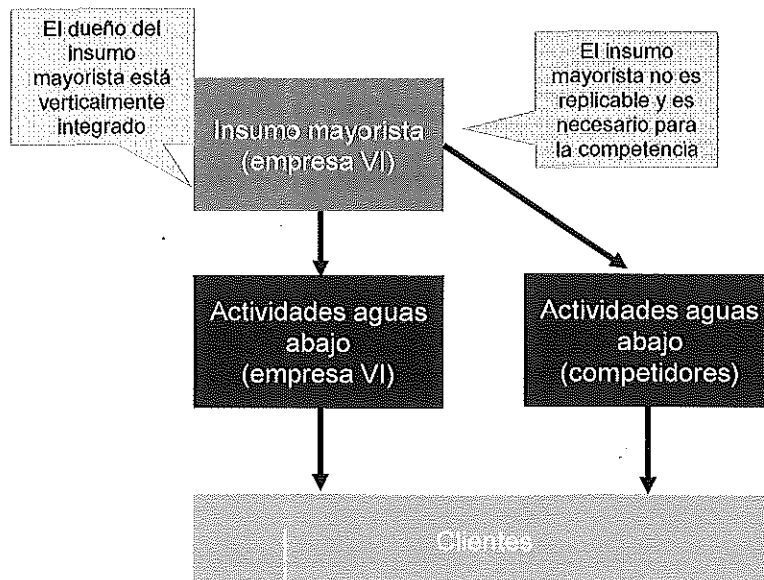 El dueño del
insumo
mayorista está
verticalmente
integrado
El insumo
mayorista no es
replicable y es
necesario para
la competencia
Insumo mayorista
(empresa VI)
Actividades aguas
abajo
(empresa VI)
Actividades aguas
abajo
(competidores)
Clientes